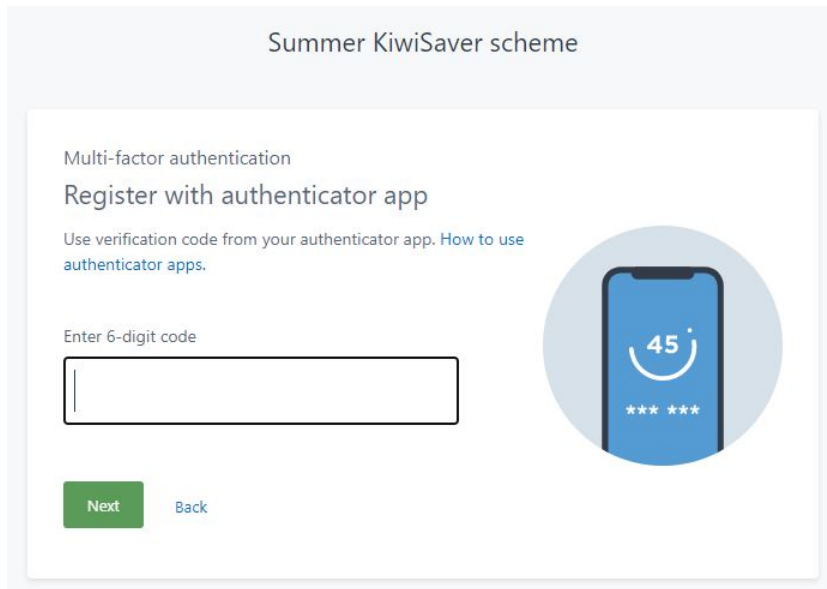 Summer KiwiSaver scheme
Multi-factor authentication
Register with authenticator app
Use verification code from your authenticator app. How to use
authenticator apps.
Enter 6-digit code
45
*** ***
Next
Back